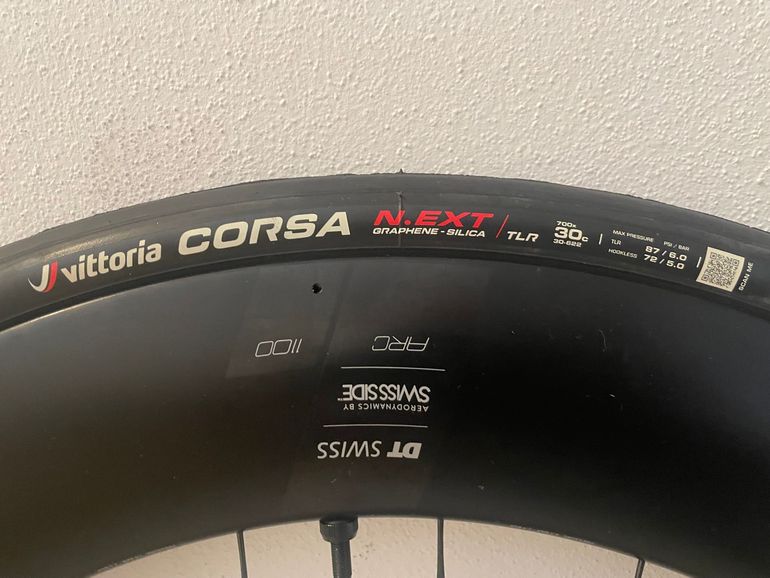 vittoria CORSA N.EXT
GRAPHENE - SILICA / TLR
700x
30c
30-622
MAX PRESSURE PSI / BAR
TLR 87 / 6.0
HOOKLESS 72 / 5.0
SCAN ME
ARC 1100
AERODYNAMICS BY
SWISSSIDE™
DT SWISS